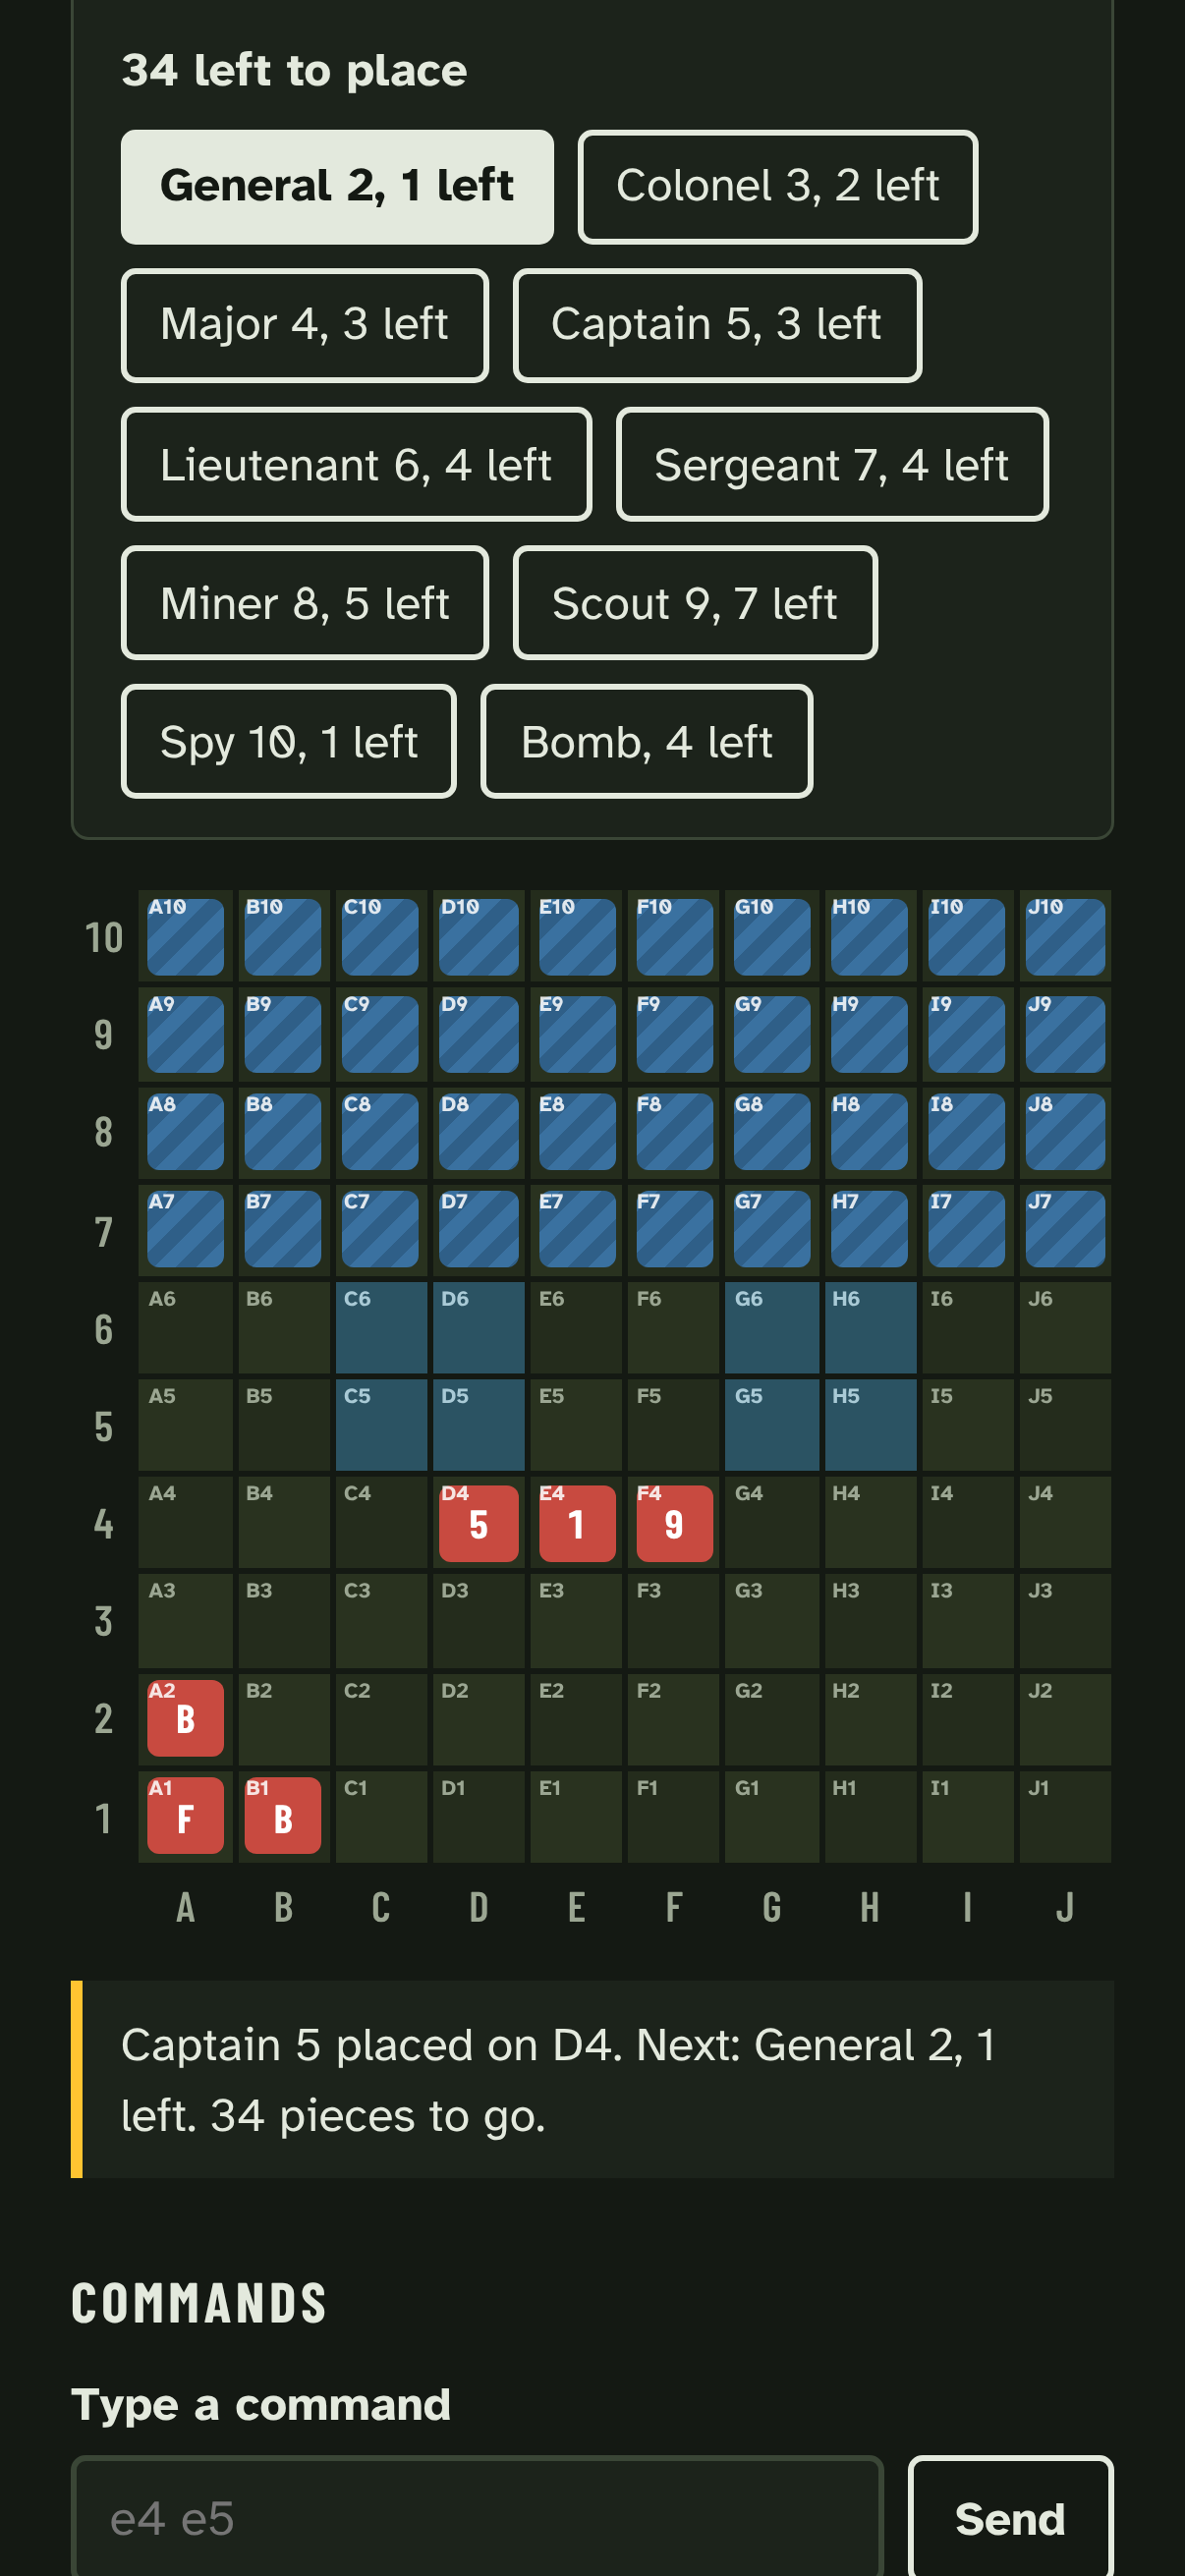 34 left to place
General 2, 1 left
Colonel 3, 2 left
Major 4, 3 left
Captain 5, 3 left
Lieutenant 6, 4 left
Sergeant 7, 4 left
Miner 8, 5 left
Scout 9, 7 left
Spy 10, 1 left
Bomb, 4 left
10 A10 B10 C10 D10 E10 F10 G10 H10 I10 J10
9 A9 B9 C9 D9 E9 F9 G9 H9 I9 J9
8 A8 B8 C8 D8 E8 F8 G8 H8 I8 J8
7 A7 B7 C7 D7 E7 F7 G7 H7 I7 J7
6 A6 B6 C6 D6 E6 F6 G6 H6 I6 J6
5 A5 B5 C5 D5 E5 F5 G5 H5 I5 J5
4 A4 B4 C4 D4 5 E4 1 F4 9 G4 H4 I4 J4
3 A3 B3 C3 D3 E3 F3 G3 H3 I3 J3
2 A2 B B2 C2 D2 E2 F2 G2 H2 I2 J2
1 A1 F B1 B C1 D1 E1 F1 G1 H1 I1 J1
A B C D E F G H I J
Captain 5 placed on D4. Next: General 2, 1
left. 34 pieces to go.
COMMANDS
Type a command
e4 e5
Send